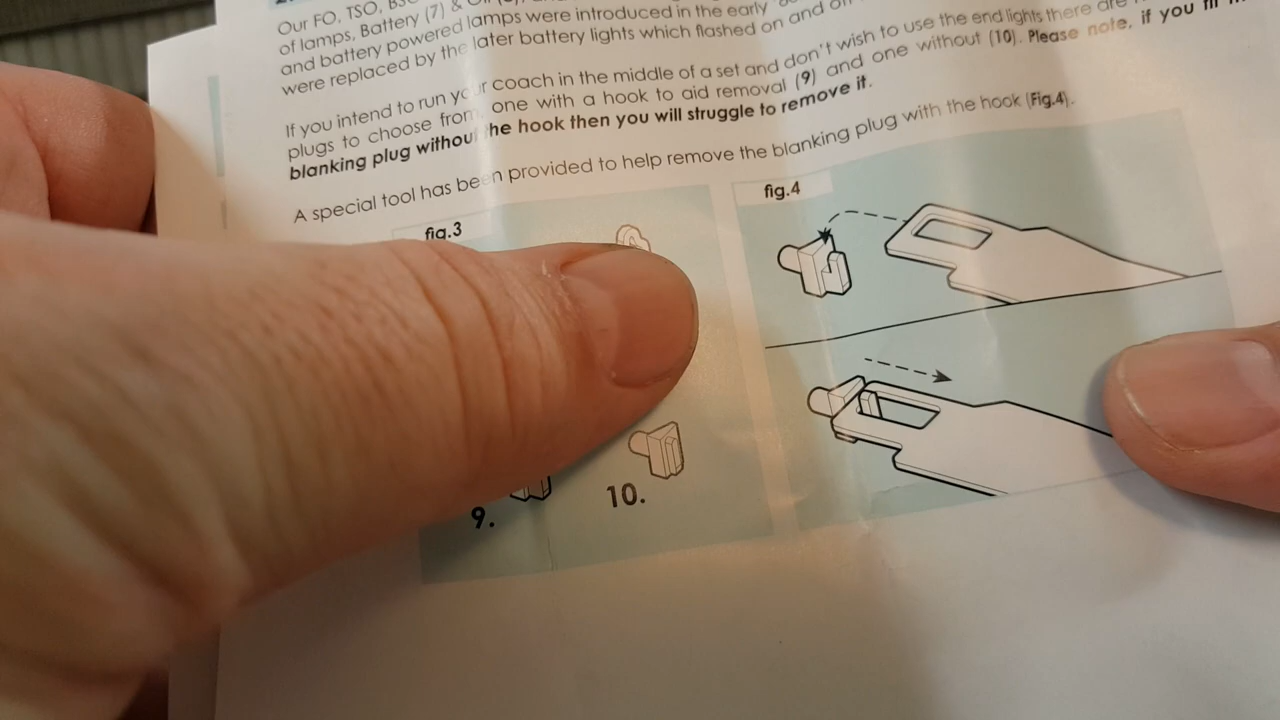 Our FO, TSO,
of lamps, Battery (7) &
and battery powered lamps were introduced in the early
were replaced by the later battery lights which flashed on and
If you intend to run coach in the middle of a set and don't wish to use the end lights there are
plugs to choose from, one with a hook to aid removal (9) and one without (10). Please note, if you
blanking plug without the hook then you will struggle to remove it.
A special tool has been provided to help remove the blanking plug with the hook (Fig.4).
fig.3
fig.4
9.
10.